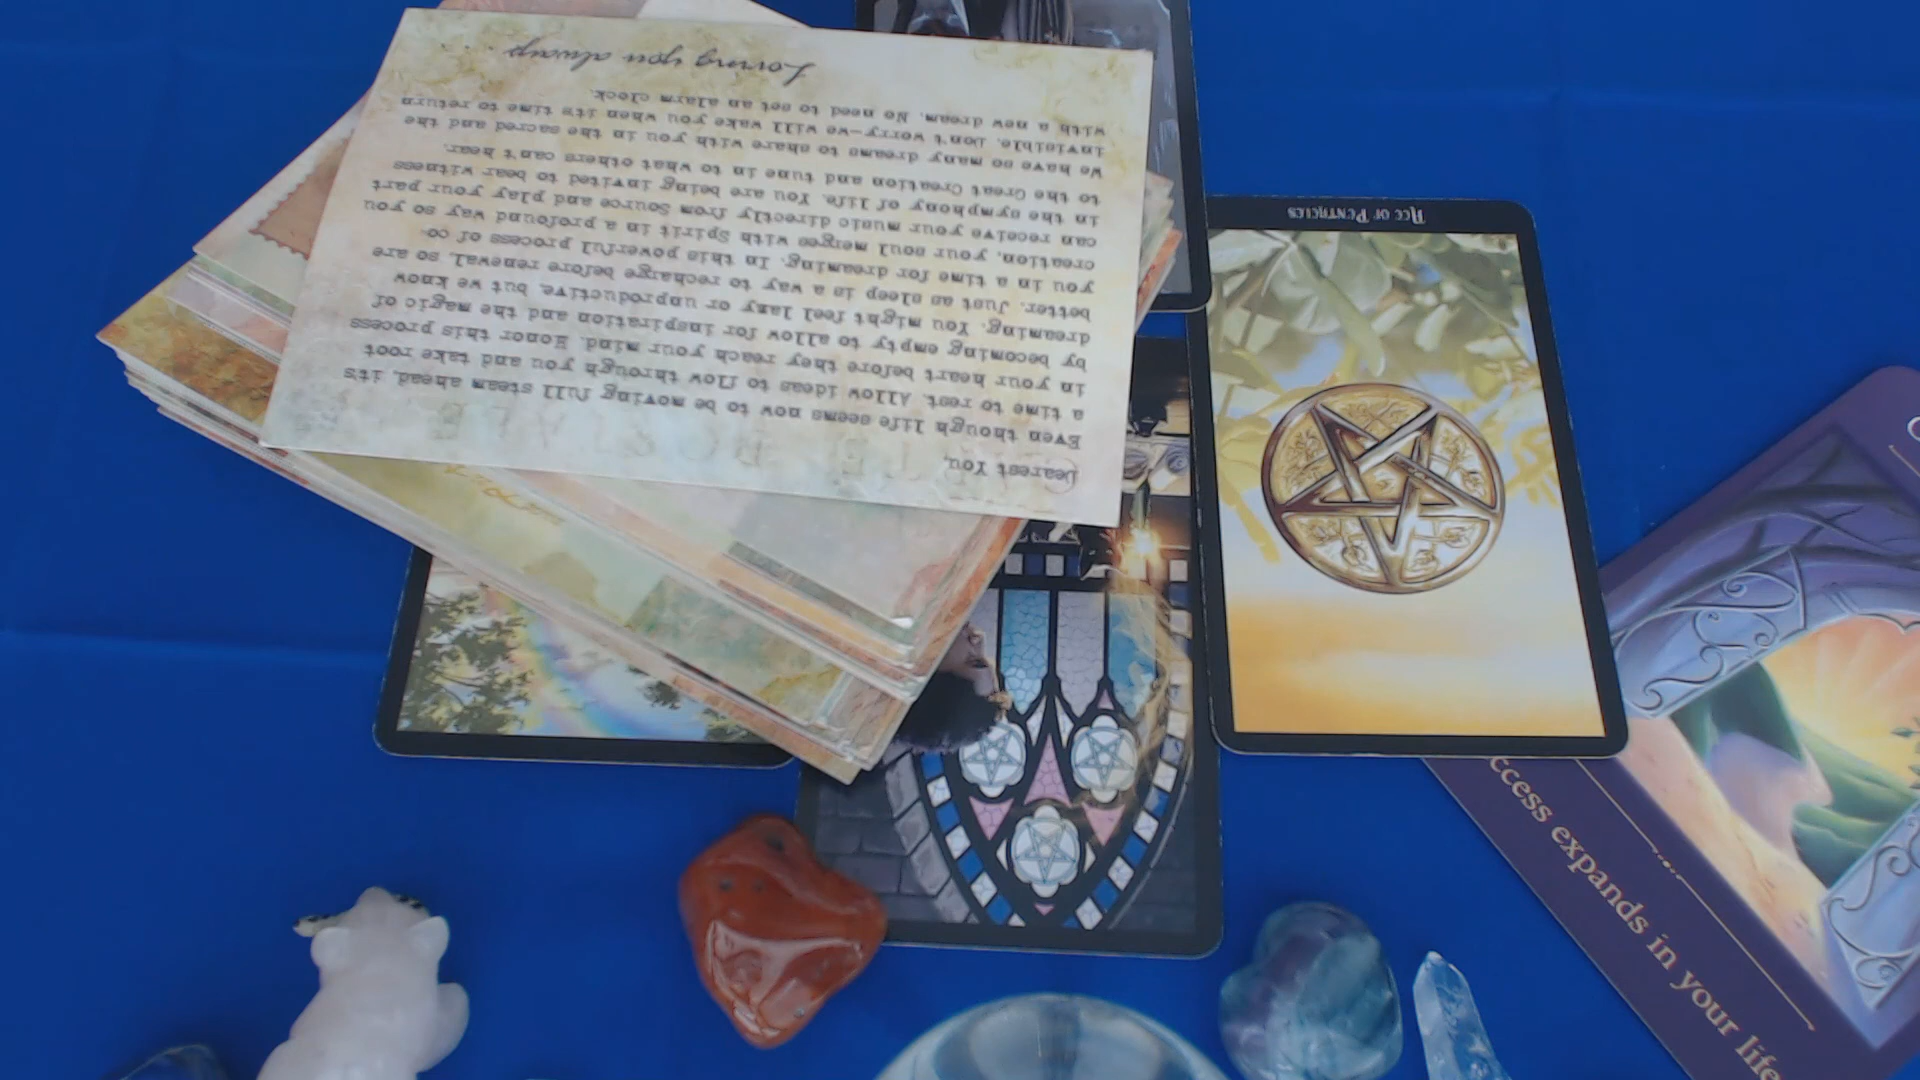 Dearest You,
Even though life seems now to be moving full steam ahead, it's
a time to rest. Allow ideas to flow through you and take root
in your heart before they reach your mind. Honor this process
by becoming empty to allow for inspiration and the magic of
dreaming. You might feel lazy or unproductive, but we know
better. Just as sleep is a way to recharge before renewal, so are
you in a time for dreaming. In this powerful process of co-
creation, your soul merges with Spirit in a profound way so you
can receive your music directly from Source and play your part
in the symphony of life. You are being invited to bear witness
to the Great Creation and tune in to what others can't hear.
We have so many dreams to share with you in the sacred and the
invisible. Don't worry—we will wake you when it's time to return
with a new dream. No need to set an alarm clock.
Loving you always
Ace of Pentacles
ccess expands in your life